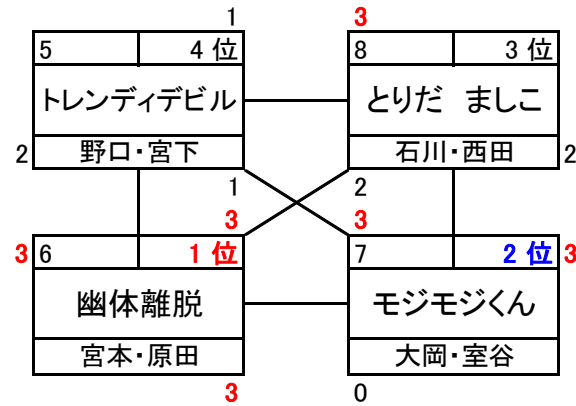 1 3
5 4位 8 3位
トレンディデビル とりだ ましこ
2 野口・宮下 石川・西田 2
1 2
3 3
3 6 1位 7 2位 3
幽体離脱 モジモジくん
宮本・原田 大岡・室谷
3 0